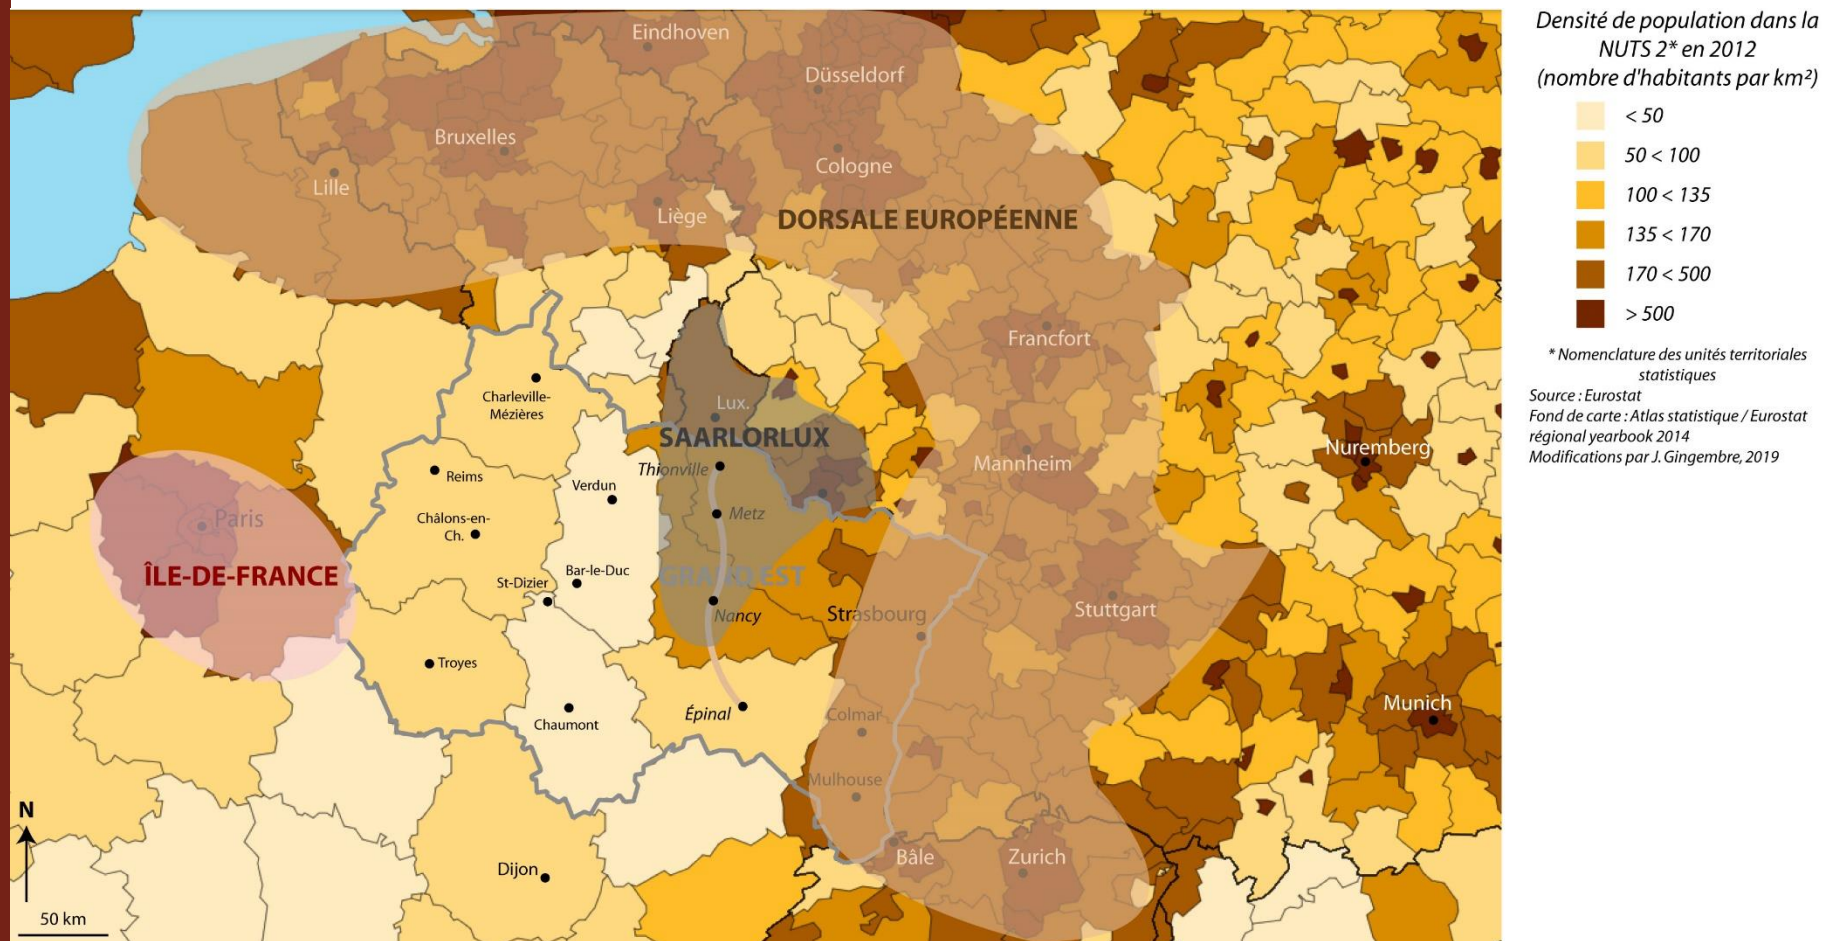 Densité de population dans la
NUTS 2* en 2012
(nombre d'habitants par km²)
< 50
50 < 100
100 < 135
135 < 170
170 < 500
> 500
* Nomenclature des unités territoriales
statistiques
Source : Eurostat
Fond de carte : Atlas statistique / Eurostat
régional yearbook 2014
Modifications par J. Gingembre, 2019
Eindhoven
Düsseldorf
Bruxelles
Cologne
Lille
Liège
DORSALE EUROPÉENNE
Francfort
Charleville-
Mézières
Lux.
SAARLORLUX
Nuremberg
Mannheim
Thionville
Reims
Verdun
Metz
Paris
Châlons-en-
Ch.
ÎLE-DE-FRANCE
St-Dizier
Bar-le-Duc
GRAND EST
Nancy
Strasbourg
Stuttgart
Troyes
Munich
Épinal
Chaumont
Colmar
Mulhouse
N
Dijon
Bâle
Zurich
50 km